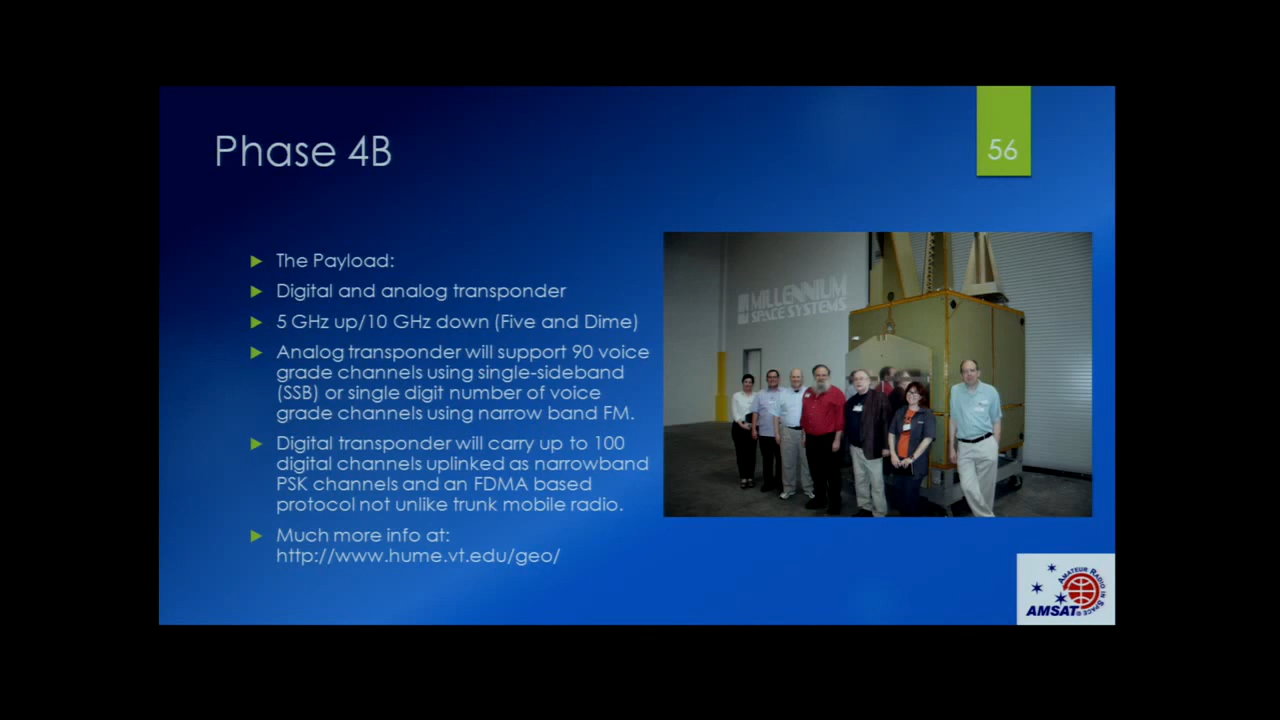 Phase 4B
56
The Payload:
Digital and analog transponder
5 GHz up/10 GHz down (Five and Dime)
Analog transponder will support 90 voice
grade channels using single-sideband
(SSB) or single digit number of voice
grade channels using narrow band FM.
Digital transponder will carry up to 100
digital channels uplinked as narrowband
PSK channels and an FDMA based
protocol not unlike trunk mobile radio.
Much more info at:
http://www.hume.vt.edu/geo/
MILLENNIUM
SPACE SYSTEMS
AMATEUR RADIO IN SPACE®
AMSAT